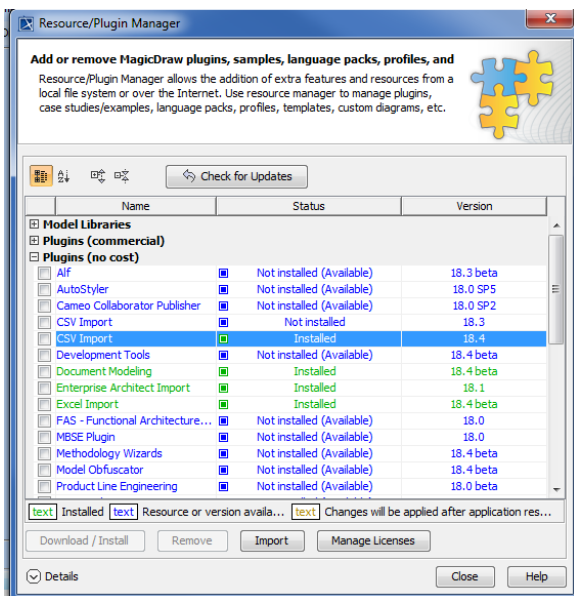 Resource/Plugin Manager
Add or remove MagicDraw plugins, samples, language packs, profiles, and
Resource/Plugin Manager allows the addition of extra features and resources from a
local file system or over the Internet. Use resource manager to manage plugins,
case studies/examples, language packs, profiles, templates, custom diagrams, etc.
Check for Updates
Name Status Version
Model Libraries
Plugins (commercial)
Plugins (no cost)
Alf Not installed (Available) 18.3 beta
AutoStyler Not installed (Available) 18.0 SP5
Cameo Collaborator Publisher Not installed (Available) 18.0 SP2
CSV Import Not installed 18.3
CSV Import Installed 18.4
Development Tools Not installed (Available) 18.4 beta
Document Modeling Installed 18.4 beta
Enterprise Architect Import Installed 18.1
Excel Import Installed 18.4 beta
FAS - Functional Architecture... Not installed (Available) 18.0
MBSE Plugin Not installed (Available) 18.0
Methodology Wizards Not installed (Available) 18.4 beta
Model Obfuscator Not installed (Available) 18.4 beta
Product Line Engineering Not installed (Available) 18.0 beta
text Installed text Resource or version availa... text Changes will be applied after application res...
Download / Install Remove Import Manage Licenses
Details Close Help